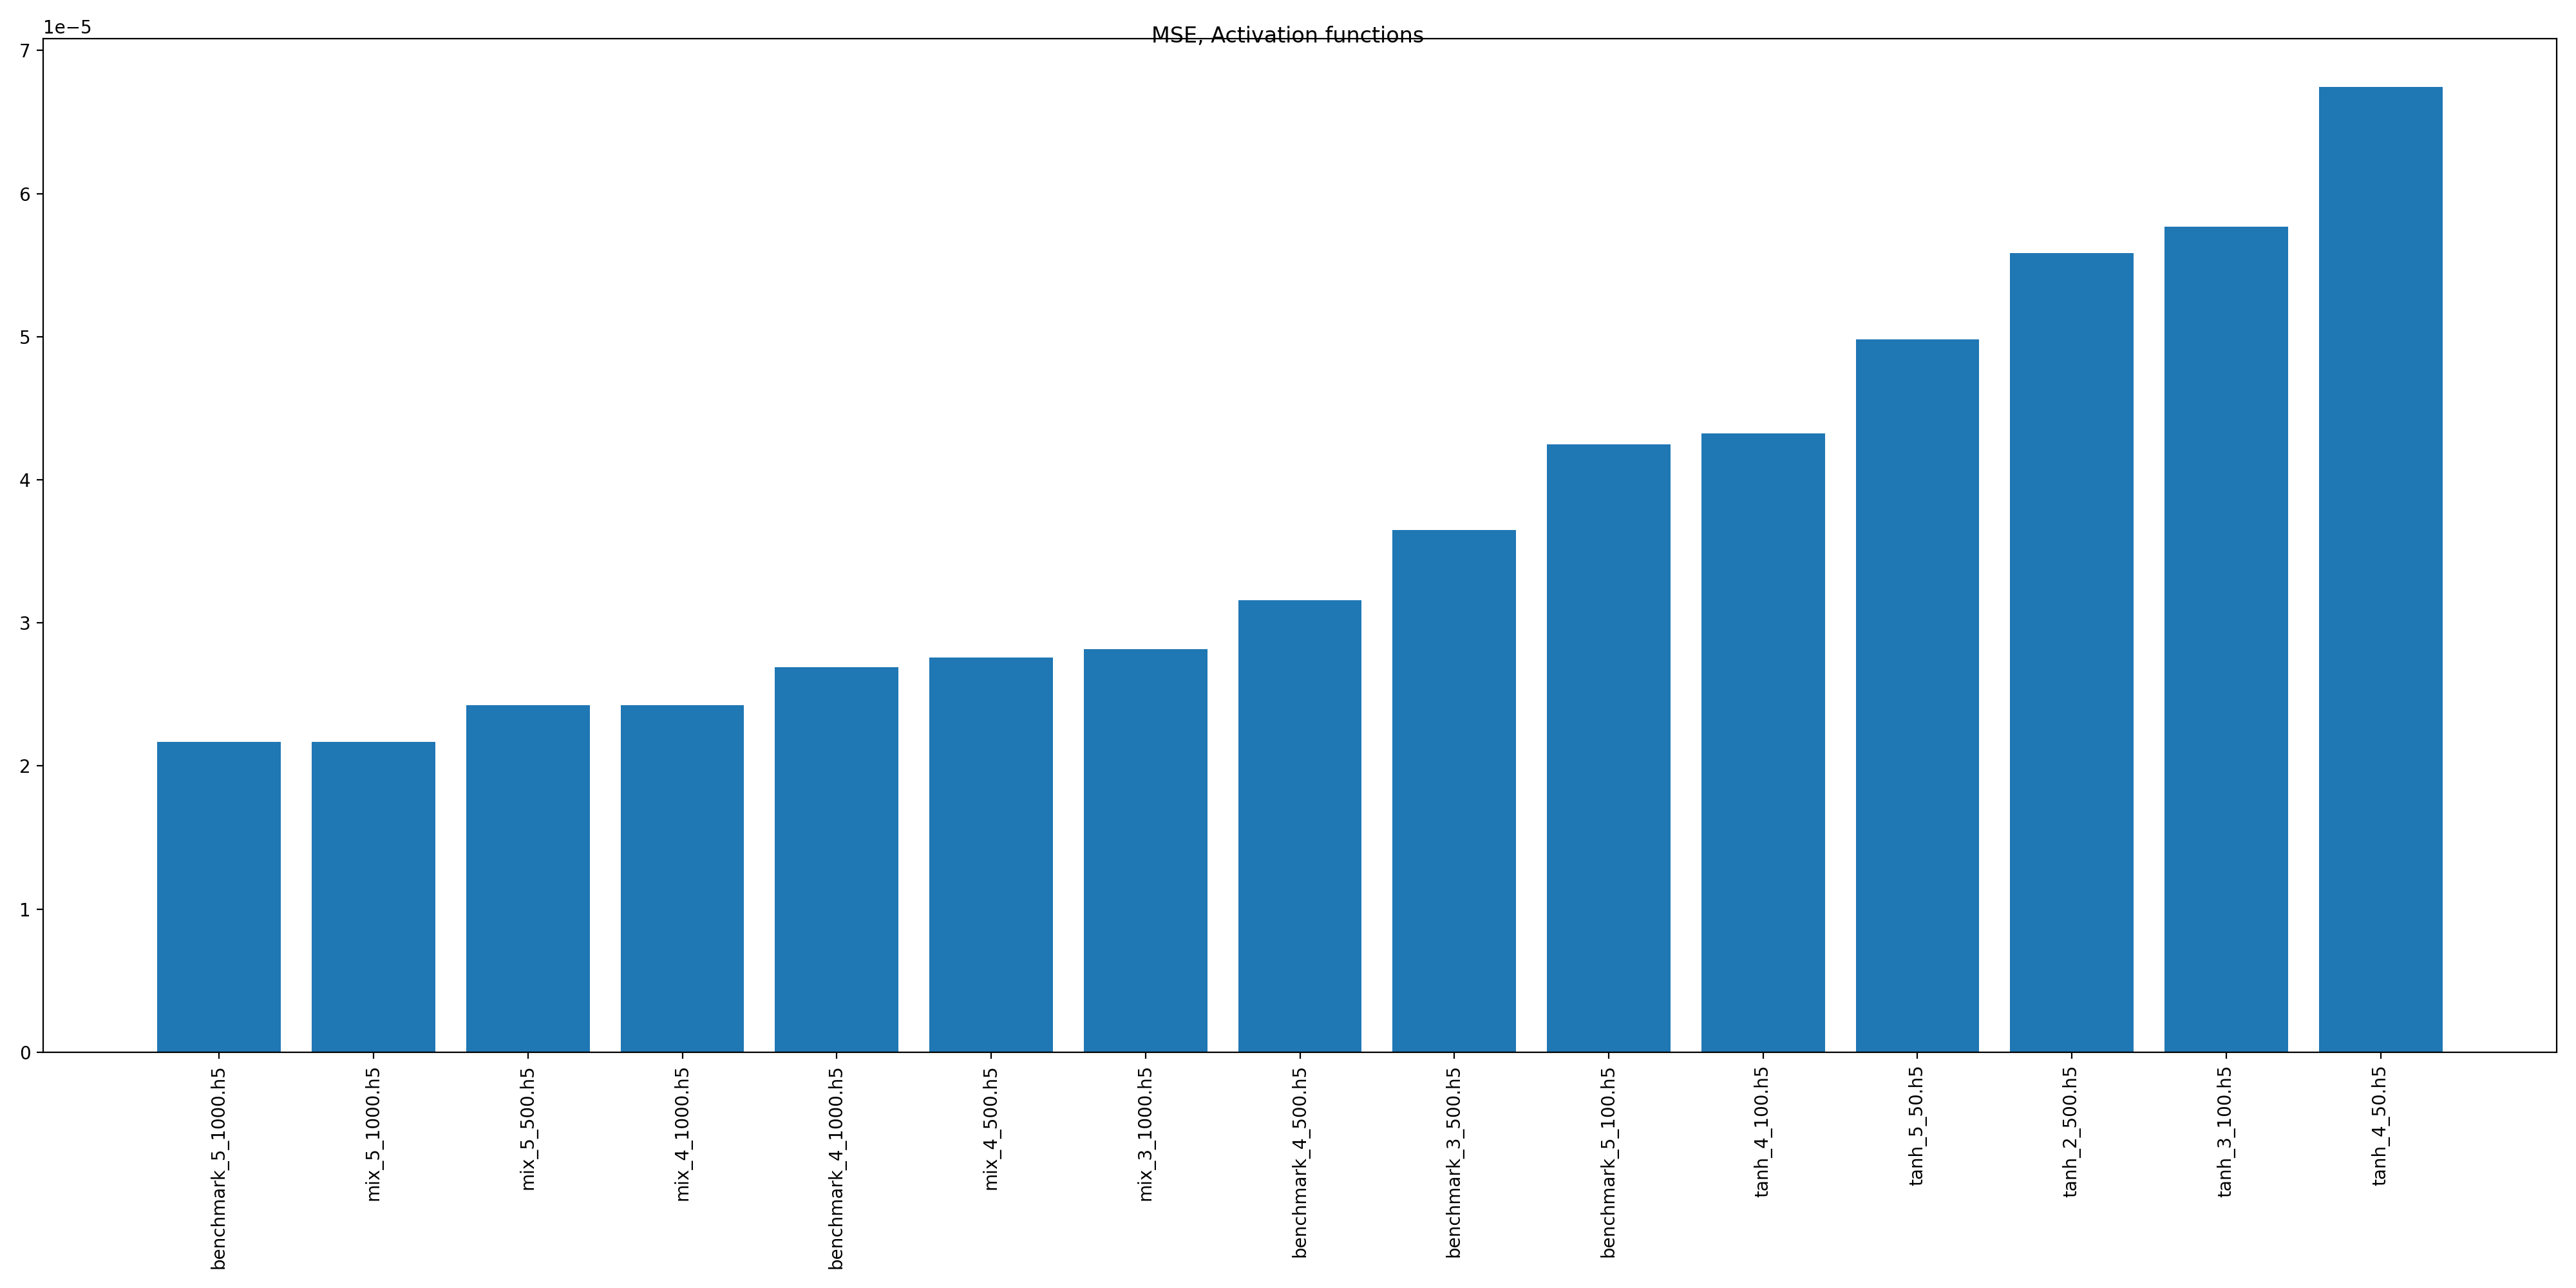 MSE, Activation functions
1e−5
7
6
5
4
3
2
1
0
benchmark_5_1000.h5
mix_5_1000.h5
mix_5_500.h5
mix_4_1000.h5
benchmark_4_1000.h5
mix_4_500.h5
mix_3_1000.h5
benchmark_4_500.h5
benchmark_3_500.h5
benchmark_5_100.h5
tanh_4_100.h5
tanh_5_50.h5
tanh_2_500.h5
tanh_3_100.h5
tanh_4_50.h5